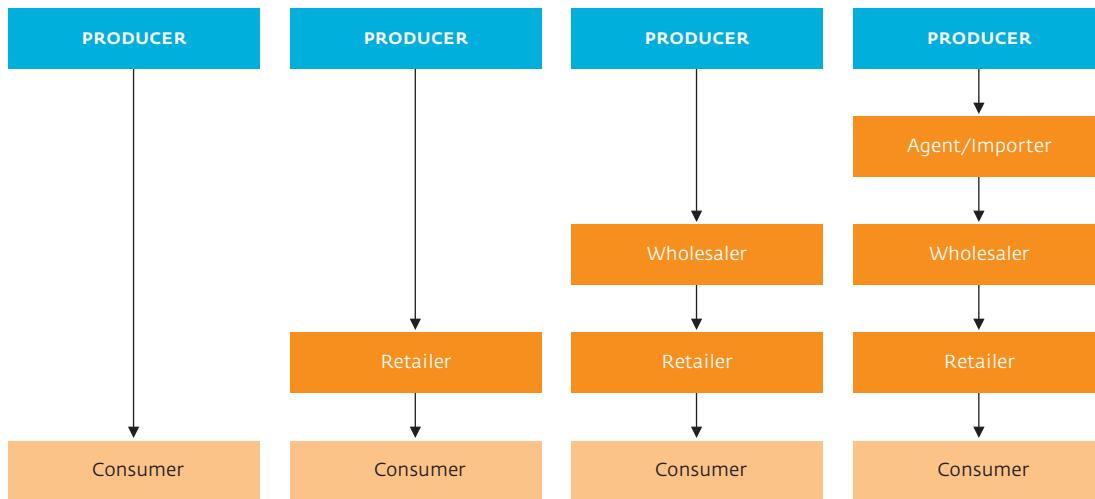 PRODUCER
PRODUCER
PRODUCER
PRODUCER
Agent/Importer
Wholesaler
Wholesaler
Retailer
Retailer
Retailer
Consumer
Consumer
Consumer
Consumer